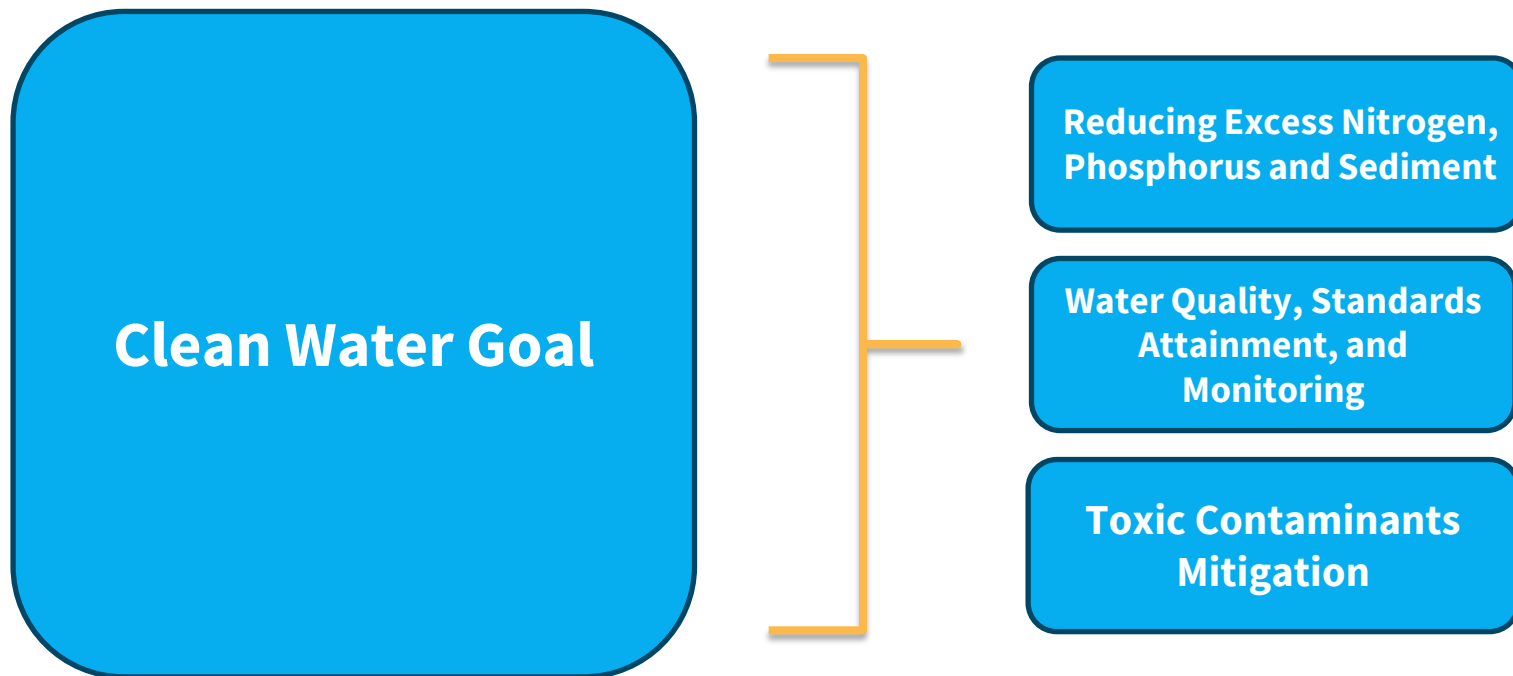 Clean Water Goal
Reducing Excess Nitrogen,
Phosphorus and Sediment
Water Quality, Standards
Attainment, and
Monitoring
Toxic Contaminants
Mitigation